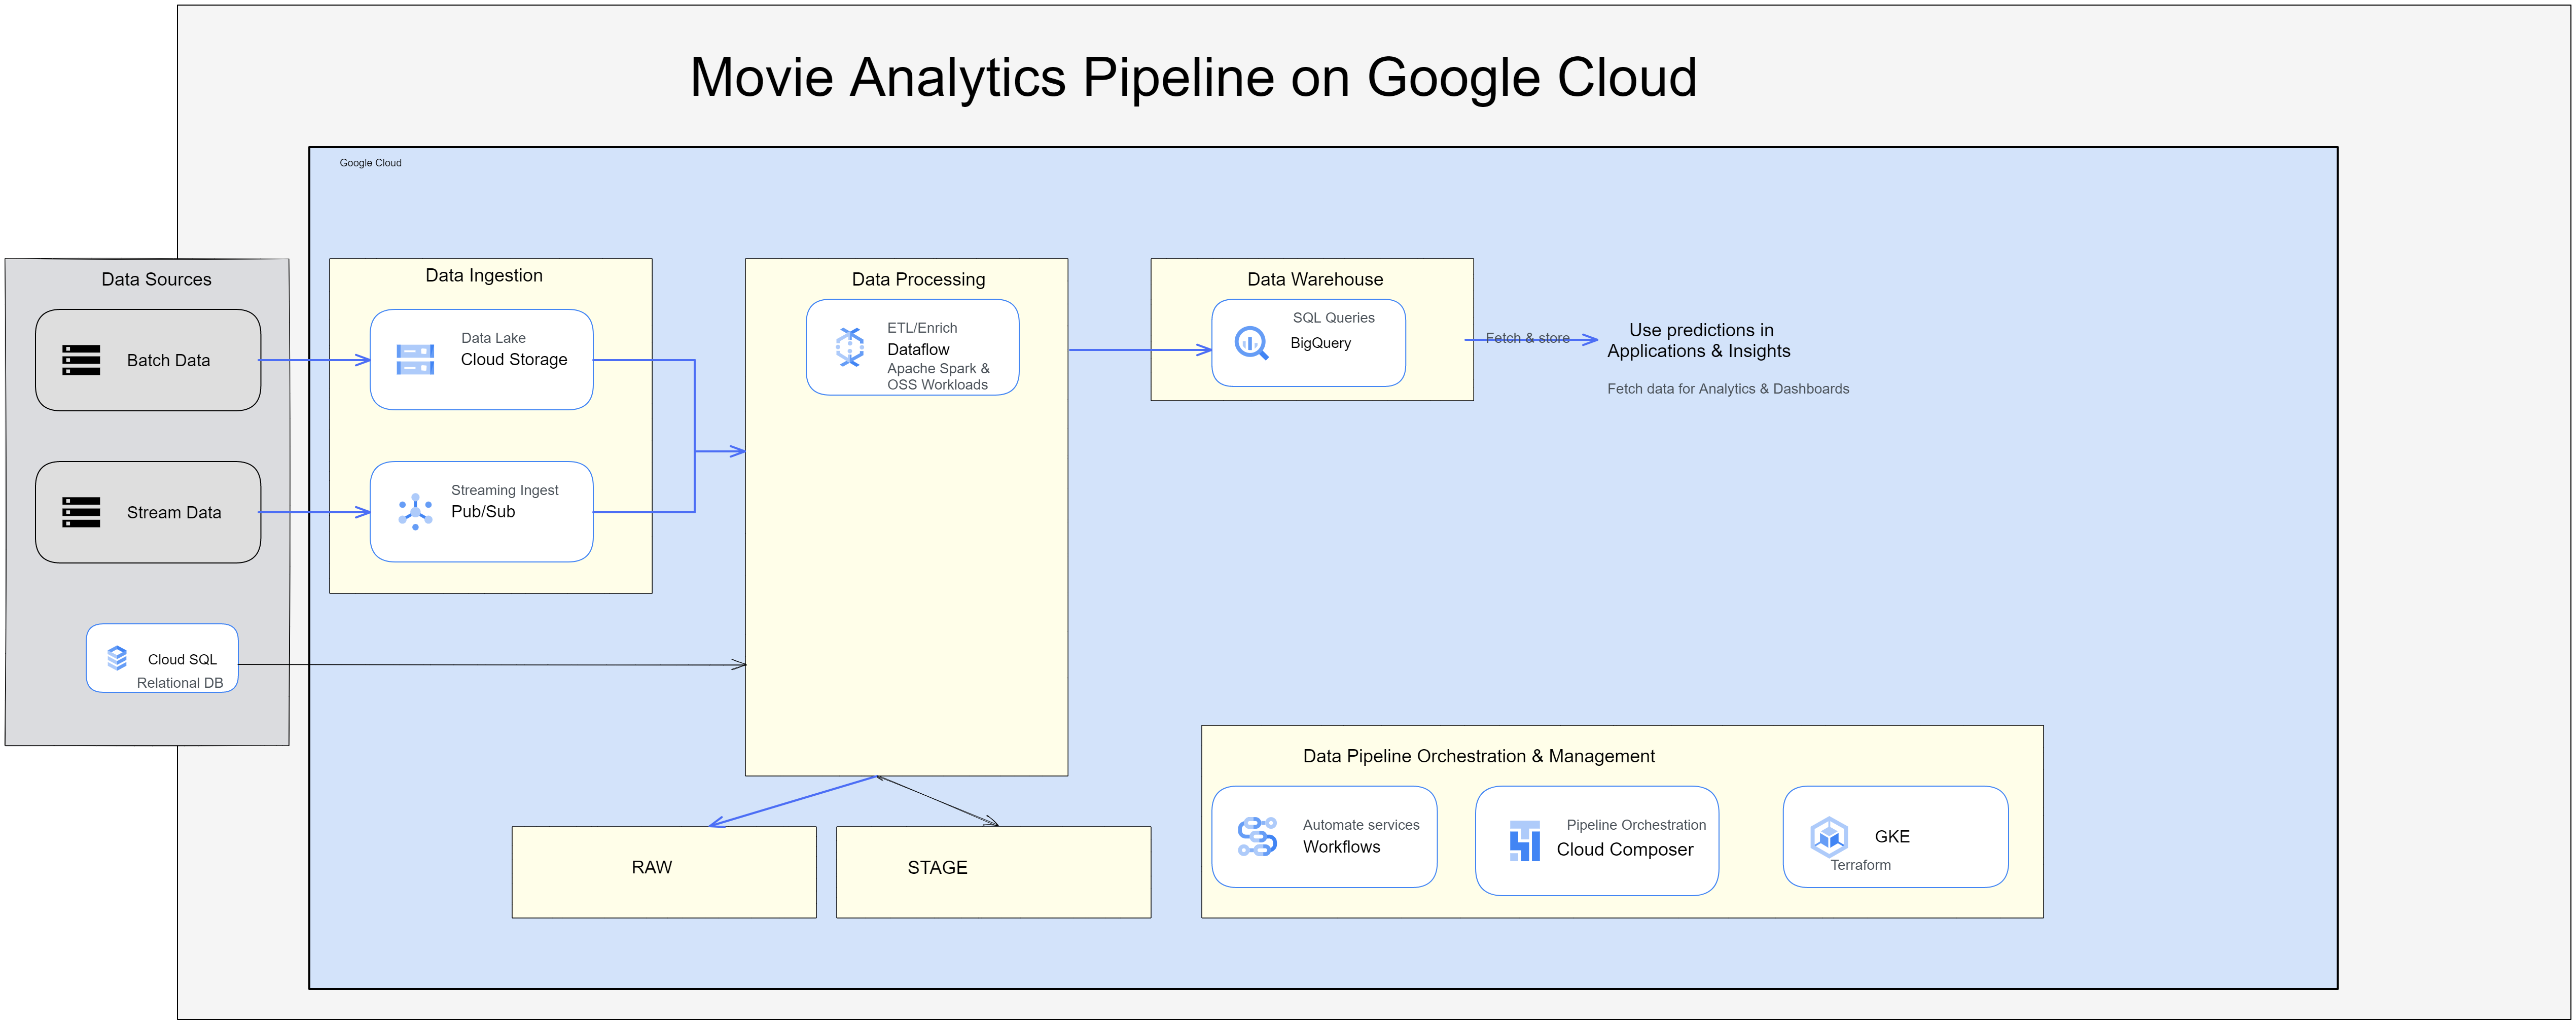 Movie Analytics Pipeline on Google Cloud
Google Cloud
Data Sources
Batch Data
Stream Data
Cloud SQL
Relational DB
Data Ingestion
Data Lake
Cloud Storage
Streaming Ingest
Pub/Sub
Data Processing
ETL/Enrich
Dataflow
Apache Spark &
OSS Workloads
Data Warehouse
SQL Queries
BigQuery
Fetch & store
Use predictions in
Applications & Insights
Fetch data for Analytics & Dashboards
RAW
STAGE
Data Pipeline Orchestration & Management
Automate services
Workflows
Pipeline Orchestration
Cloud Composer
GKE
Terraform